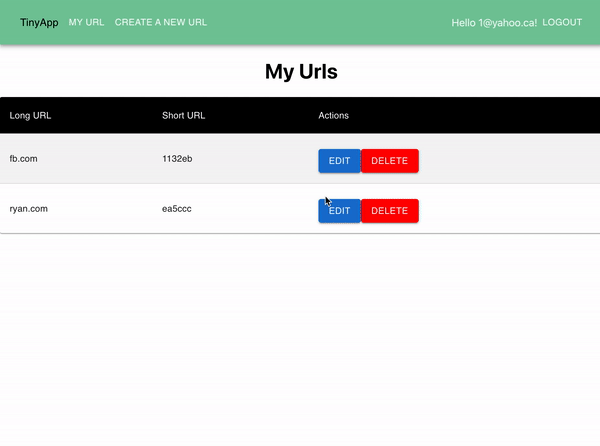 TinyApp MY URL CREATE A NEW URL Hello 1@yahoo.ca! LOGOUT
My Urls
Long URL Short URL Actions
fb.com 1132eb EDIT DELETE
ryan.com ea5ccc EDIT DELETE